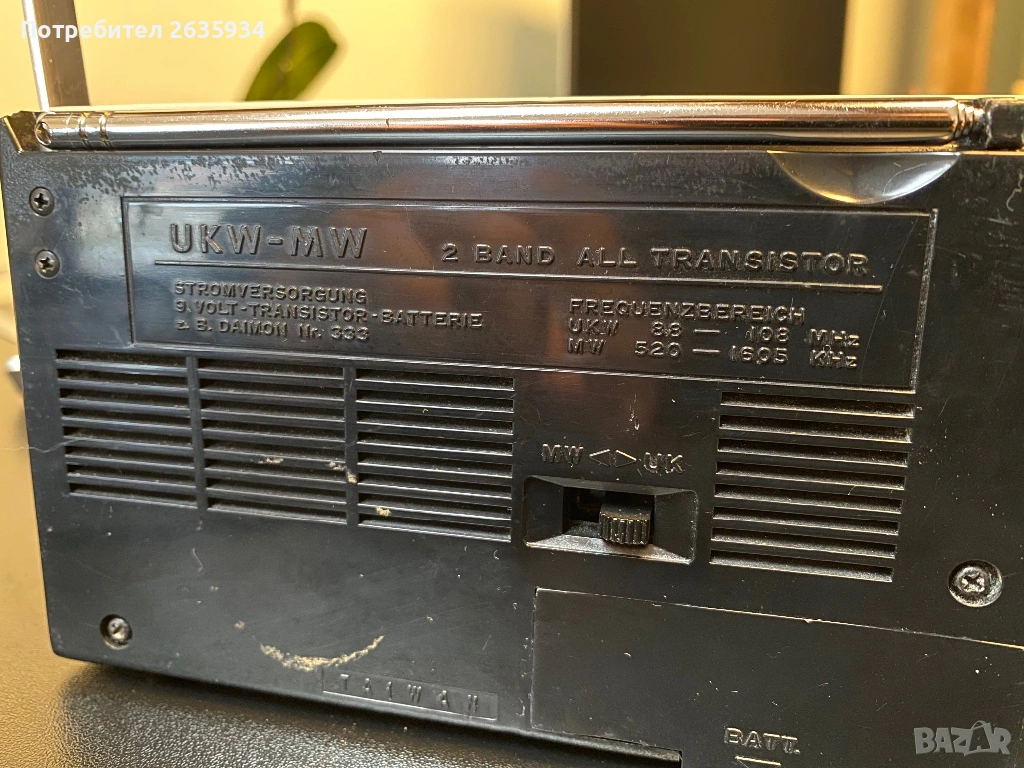 Потребител 2635934
UKW-MW 2 BAND ALL TRANSISTOR
STROMVERSORGUNG
9.VOLT-TRANSISTOR-BATTERIE
z. B. DAIMON Nr. 333
FREQUENZBEREICH
UKW 88 — 108 MHz
MW 520 — 1605 KHz
MW <|> UK
TAIWAN
BATT.
BAZAR